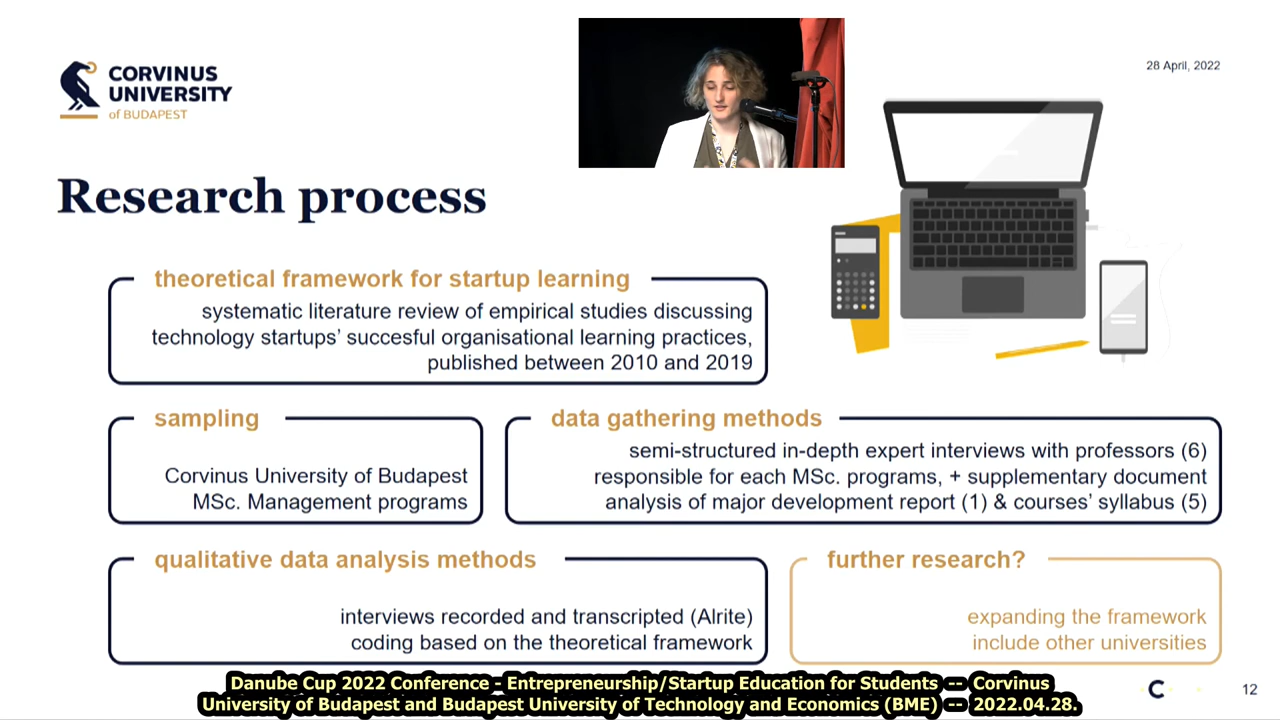 CORVINUS
UNIVERSITY
of BUDAPEST
28 April, 2022
Research process
theoretical framework for startup learning
systematic literature review of empirical studies discussing
technology startups’ succesful organisational learning practices,
published between 2010 and 2019
sampling
Corvinus University of Budapest
MSc. Management programs
data gathering methods
semi-structured in-depth expert interviews with professors (6)
responsible for each MSc. programs, + supplementary document
analysis of major development report (1) & courses’ syllabus (5)
qualitative data analysis methods
interviews recorded and transcripted (Alrite)
coding based on the theoretical framework
further research?
expanding the framework
include other universities
Danube Cup 2022 Conference - Entrepreneurship/Startup Education for Students -- Corvinus
University of Budapest and Budapest University of Technology and Economics (BME) -- 2022.04.28.
C
12